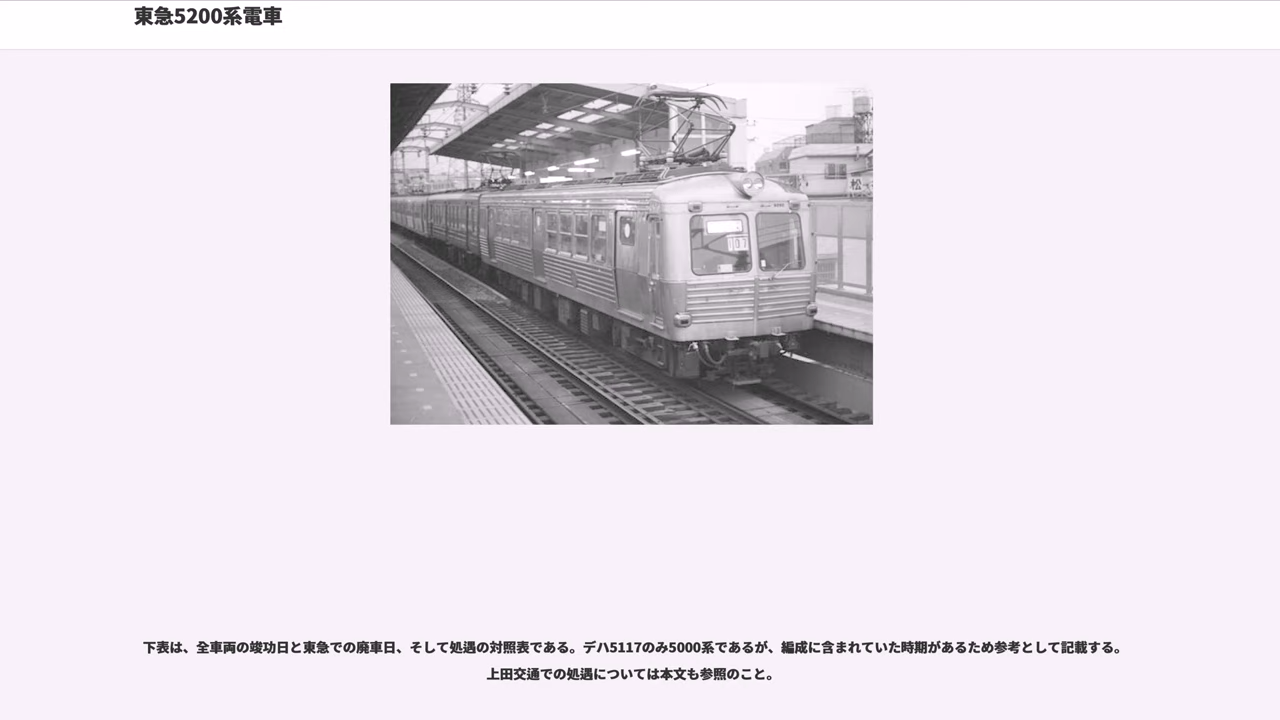 東急5200系電車
松
107
下表は、全車両の竣功日と東急での廃車日、そして処遇の対照表である。デハ5117のみ5000系であるが、編成に含まれていた時期があるため参考として記載する。
上田交通での処遇については本文も参照のこと。